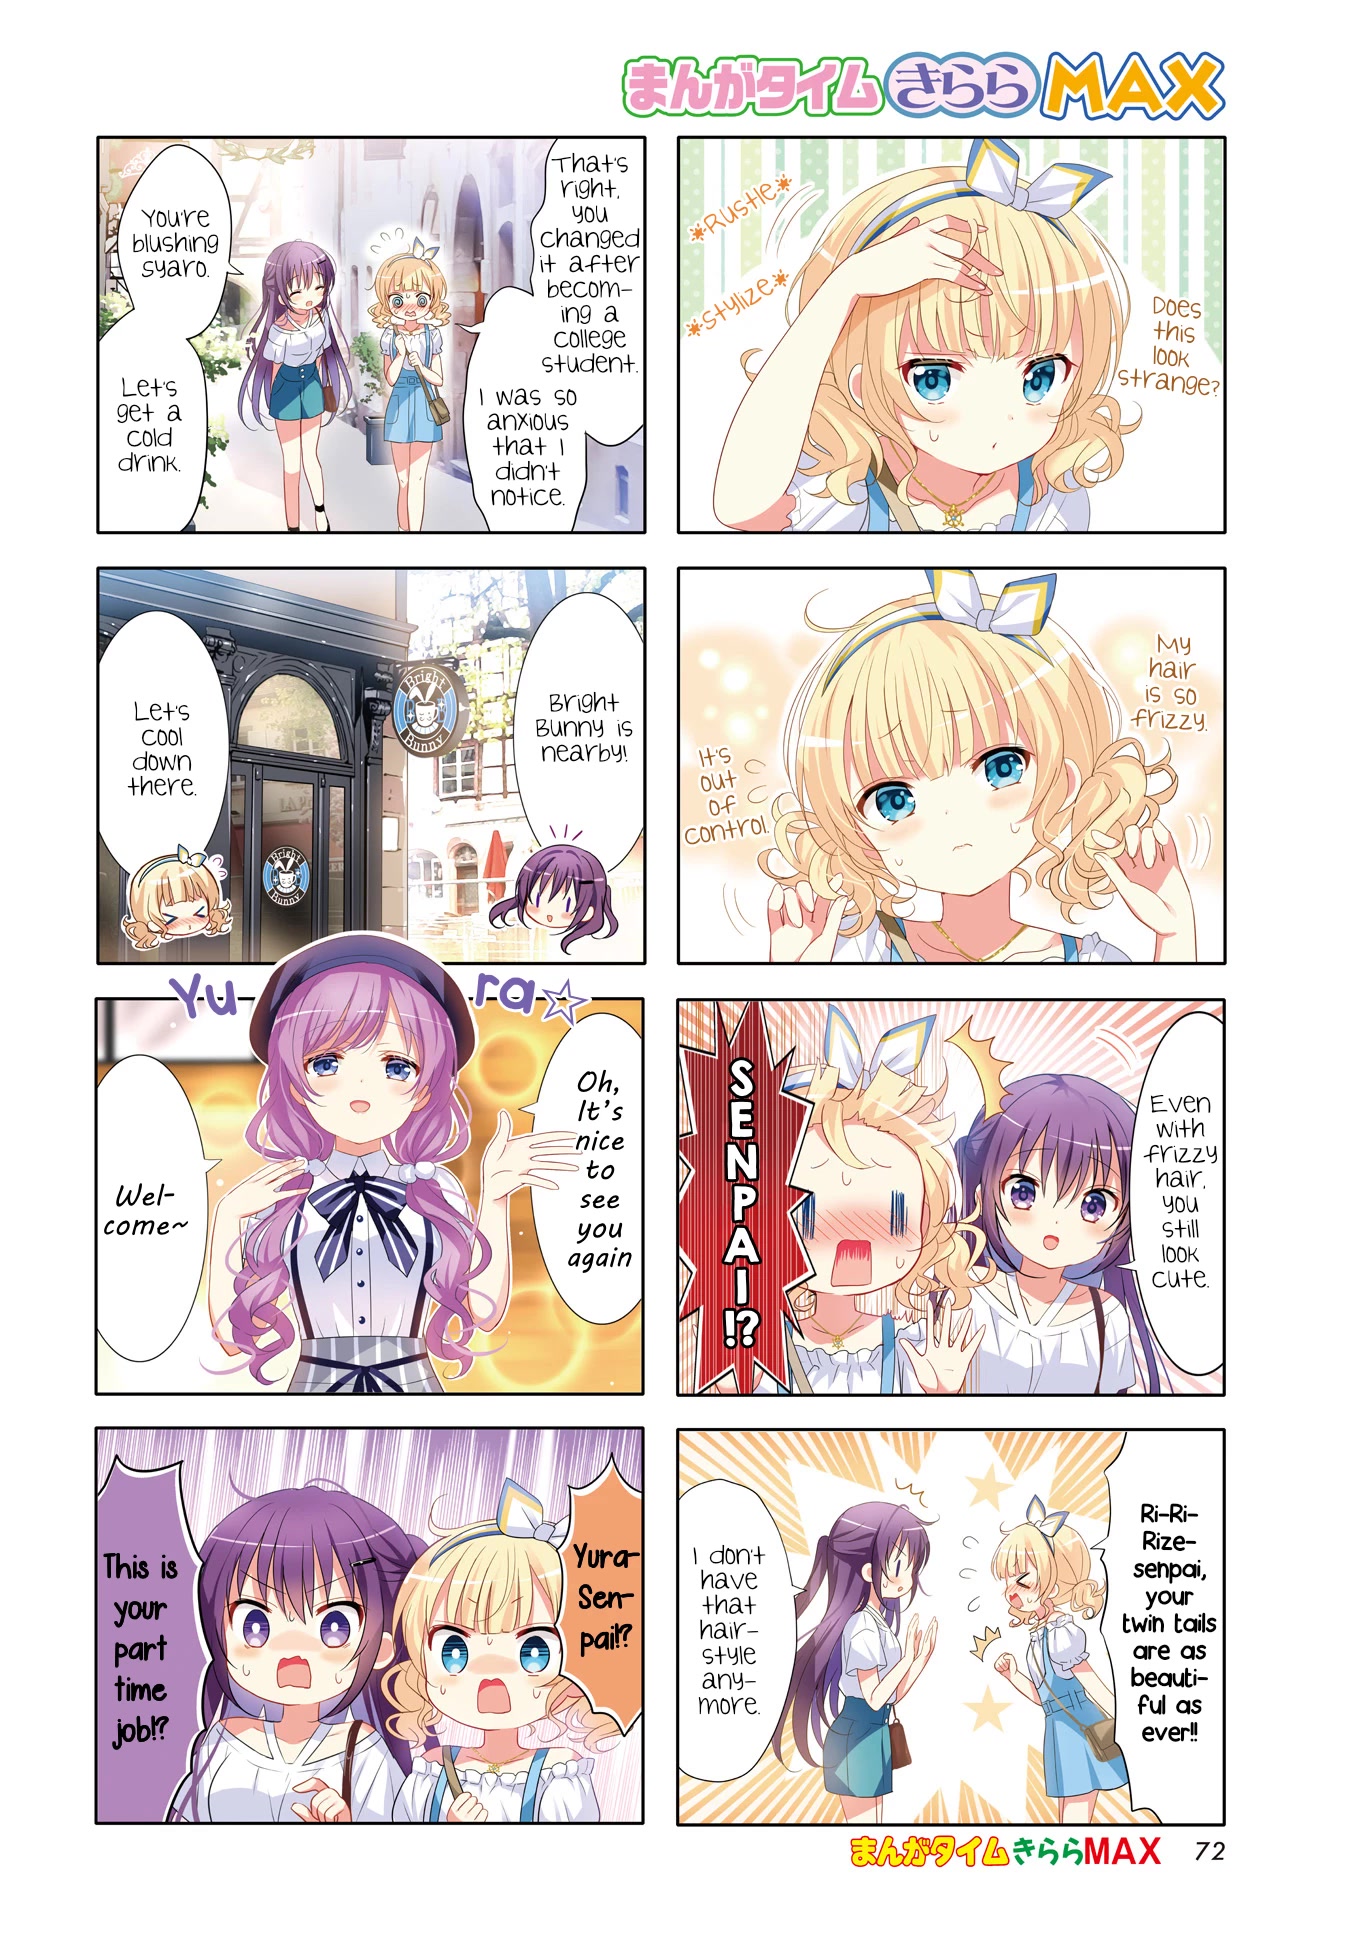 まんがタイムきららMAX
*Rustle*
*Stylize*
Does
this
look
strange?
My
hair
is so
frizzy.
It's
out
of
control.
Even
with
frizzy
hair,
you
still
look
cute.
SENPAI!?
Ri-Ri-
Rize-
senpai,
your
twin tails
are as
beauti-
ful as
ever!!
I don't
have
that
hair-
style
any-
more.
That's
right,
you
changed
it after
becom-
ing a
college
student.
I was so
anxious
that I
didn't
notice.
You're
blushing
Syaro.
Let's
get a
cold
drink.
Bright
Bunny is
nearby!
Bright
Bunny
Let's
cool
down
there.
Bright
Bunny
Yu ra☆
Oh,
It's
nice
to
see
you
again
Wel-
come~
Yura-
Sen-
pai!?
This is
your
part
time
job!?
まんがタイムきららMAX 72